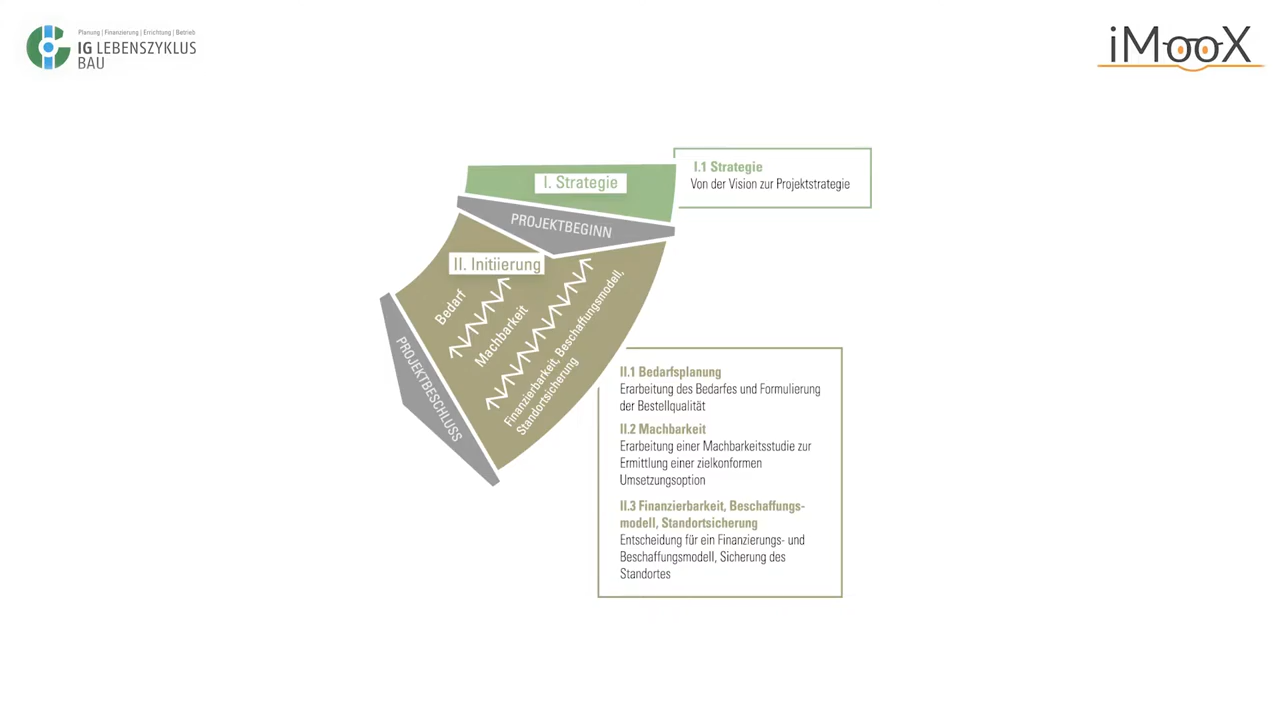 Planung | Finanzierung | Errichtung | Betrieb
IG LEBENSZYKLUS
BAU
iMooX
I. Strategie
I.1 Strategie
Von der Vision zur Projektstrategie
PROJEKTBEGINN
II. Initiierung
Bedarf
Machbarkeit
Finanzierbarkeit, Beschaffungsmodell,
Standortsicherung
PROJEKTBESCHLUSS
II.1 Bedarfsplanung
Erarbeitung des Bedarfes und Formulierung
der Bestellqualität
II.2 Machbarkeit
Erarbeitung einer Machbarkeitsstudie zur
Ermittlung einer zielkonformen
Umsetzungsoption
II.3 Finanzierbarkeit, Beschaffungs-
modell, Standortsicherung
Entscheidung für ein Finanzierungs- und
Beschaffungsmodell, Sicherung des
Standortes